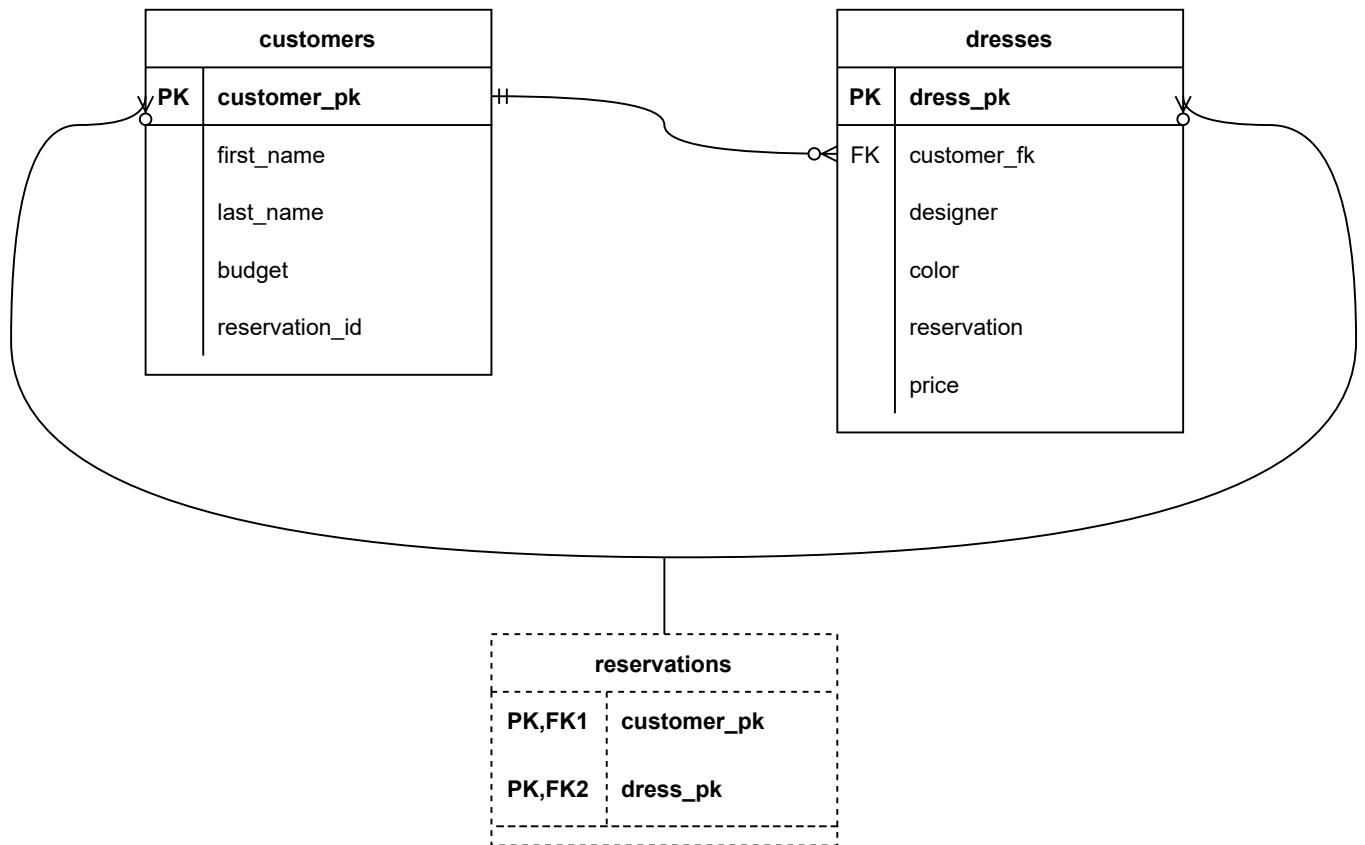 customers
PK customer_pk
first_name
last_name
budget
reservation_id
dresses
PK dress_pk
FK customer_fk
designer
color
reservation
price
reservations
PK,FK1 customer_pk
PK,FK2 dress_pk